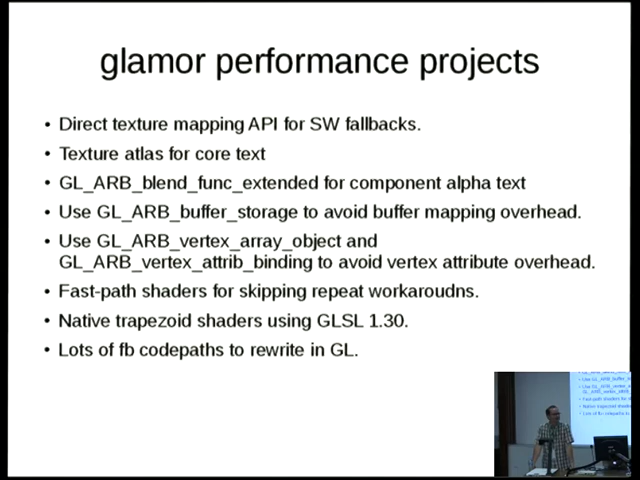 glamor performance projects
• Direct texture mapping API for SW fallbacks.
• Texture atlas for core text
• GL_ARB_blend_func_extended for component alpha text
• Use GL_ARB_buffer_storage to avoid buffer mapping overhead.
• Use GL_ARB_vertex_array_object and
GL_ARB_vertex_attrib_binding to avoid vertex attribute overhead.
• Fast-path shaders for skipping repeat workaroudns.
• Native trapezoid shaders using GLSL 1.30.
• Lots of fb codepaths to rewrite in GL.